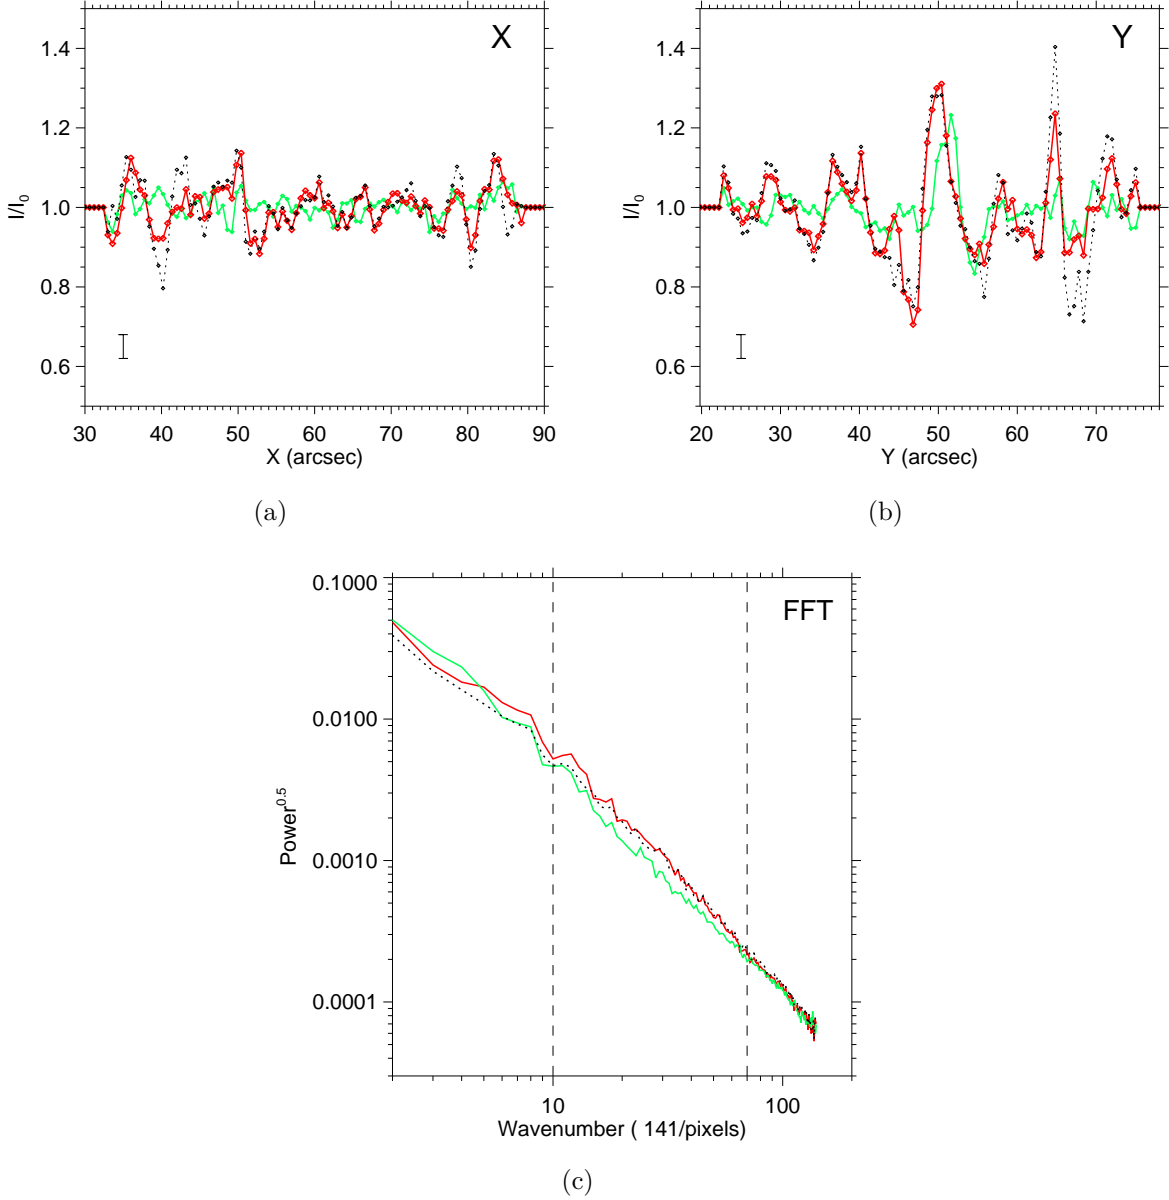 X
I/I0
1.4
1.2
1.0
0.8
0.6
30 40 50 60 70 80 90
X (arcsec)
(a)
Y
I/I0
1.4
1.2
1.0
0.8
0.6
20 30 40 50 60 70
Y (arcsec)
(b)
FFT
Power0.5
0.1000
0.0100
0.0010
0.0001
10 100
Wavenumber ( 141/pixels)
(c)